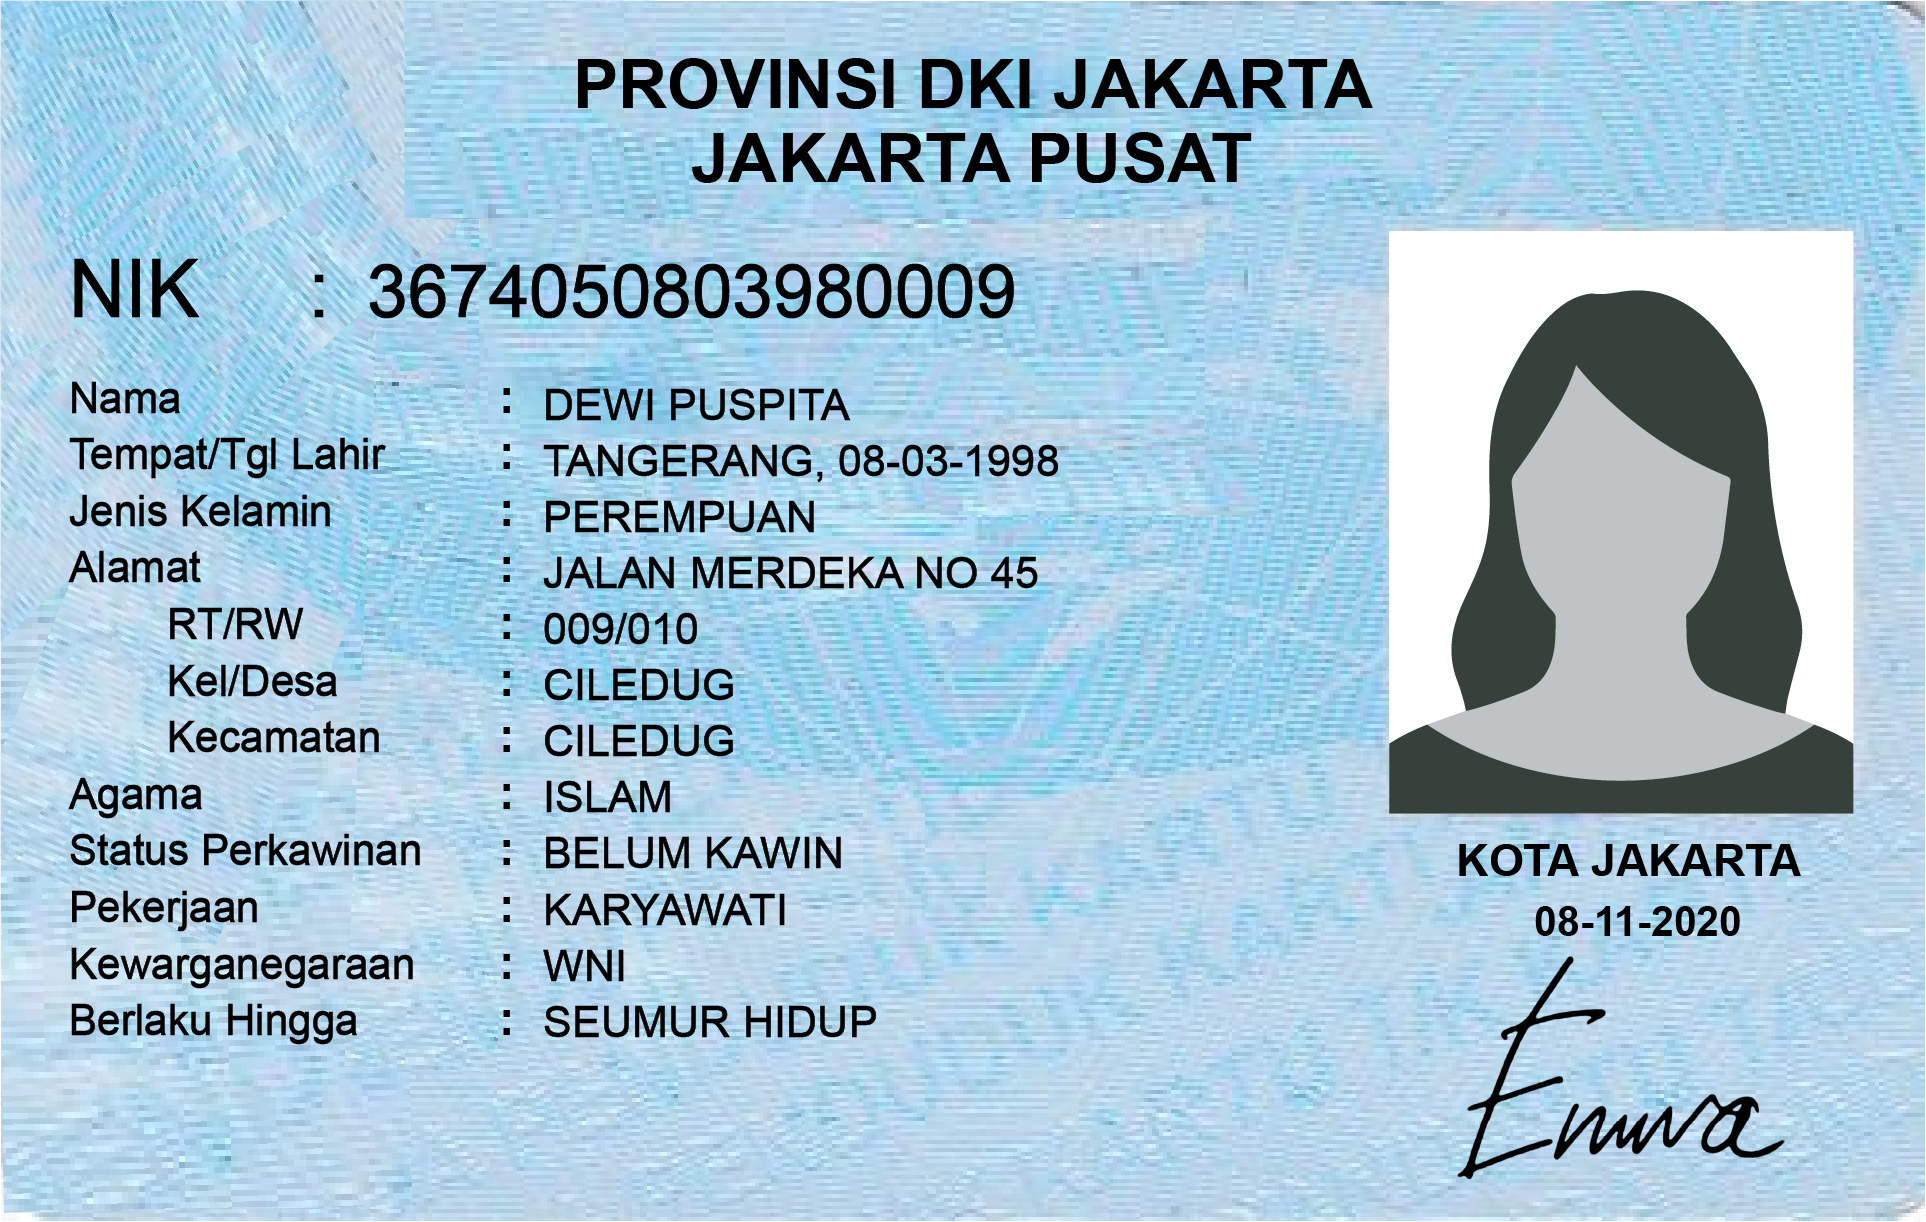 PROVINSI DKI JAKARTA
JAKARTA PUSAT
NIK : 3674050803980009
Nama : DEWI PUSPITA
Tempat/Tgl Lahir : TANGERANG, 08-03-1998
Jenis Kelamin : PEREMPUAN
Alamat : JALAN MERDEKA NO 45
RT/RW : 009/010
Kel/Desa : CILEDUG
Kecamatan : CILEDUG
Agama : ISLAM
Status Perkawinan : BELUM KAWIN
Pekerjaan : KARYAWATI
Kewarganegaraan : WNI
Berlaku Hingga : SEUMUR HIDUP
KOTA JAKARTA
08-11-2020